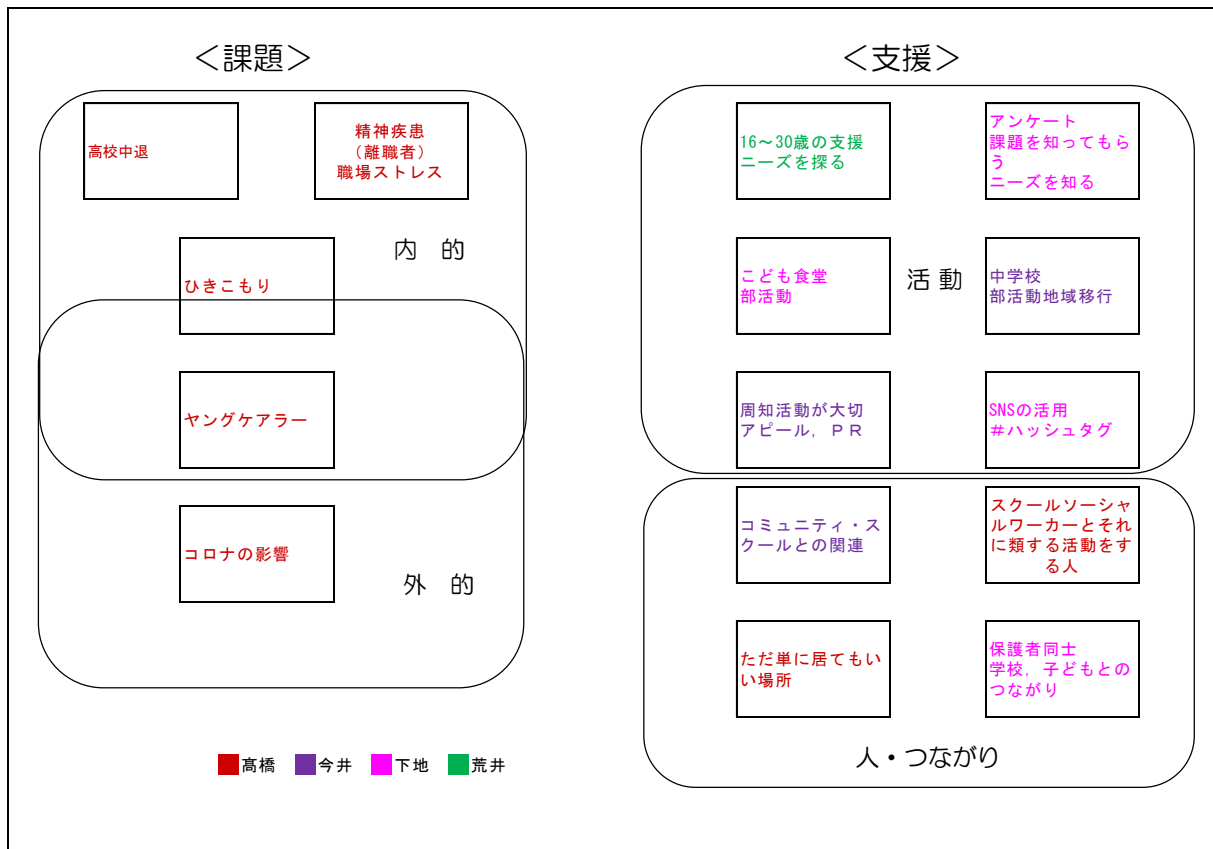 ＜課題＞
高校中退
精神疾患
（離職者）
職場ストレス
内　的
ひきこもり
ヤングケアラー
コロナの影響
外　的
＜支援＞
16～30歳の支援
ニーズを探る
アンケート
課題を知ってもら
う
ニーズを知る
こども食堂
部活動
活 動
中学校
部活動地域移行
周知活動が大切
アピール，ＰＲ
SNSの活用
＃ハッシュタグ
コミュニティ・ス
クールとの関連
スクールソーシャ
ルワーカーとそれ
に類する活動をす
る人
ただ単に居てもい
い場所
保護者同士
学校，子どもとの
つながり
人・つながり
髙橋 今井 下地 荒井